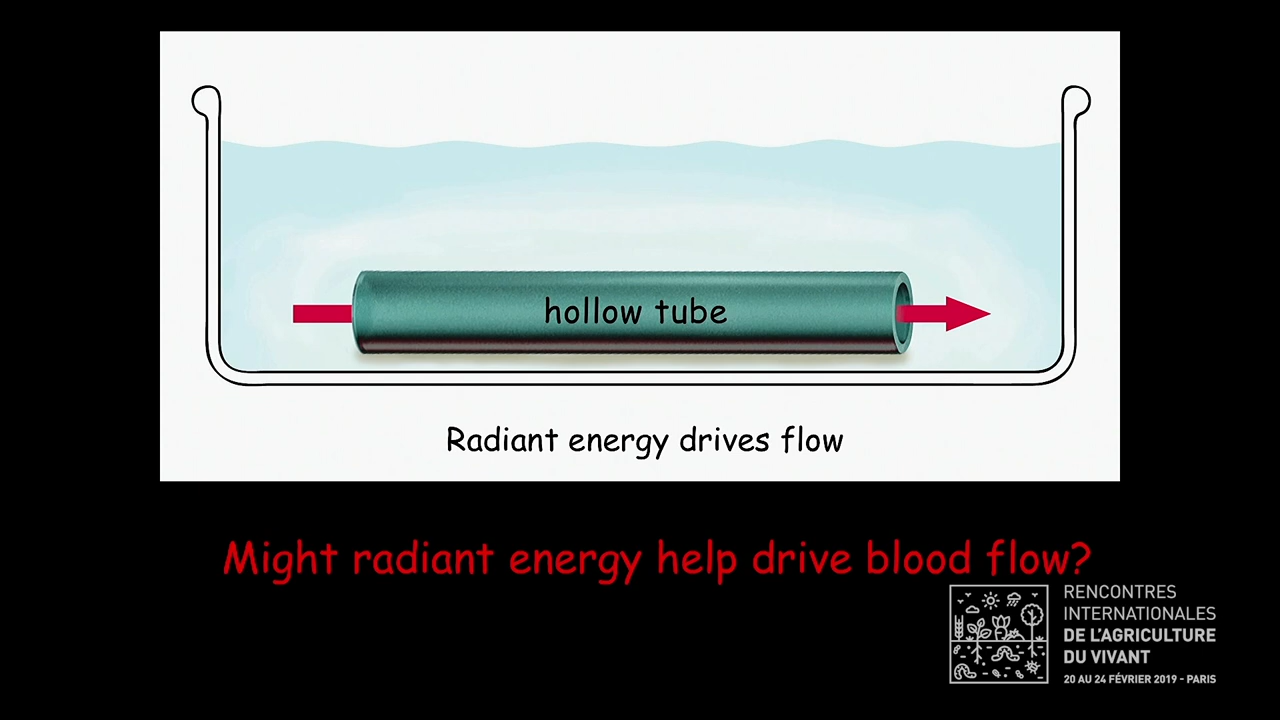 hollow tube
Radiant energy drives flow
Might radiant energy help drive blood flow?
RENCONTRES
INTERNATIONALES
DE L'AGRICULTURE
DU VIVANT
20 AU 24 FÉVRIER 2019 - PARIS